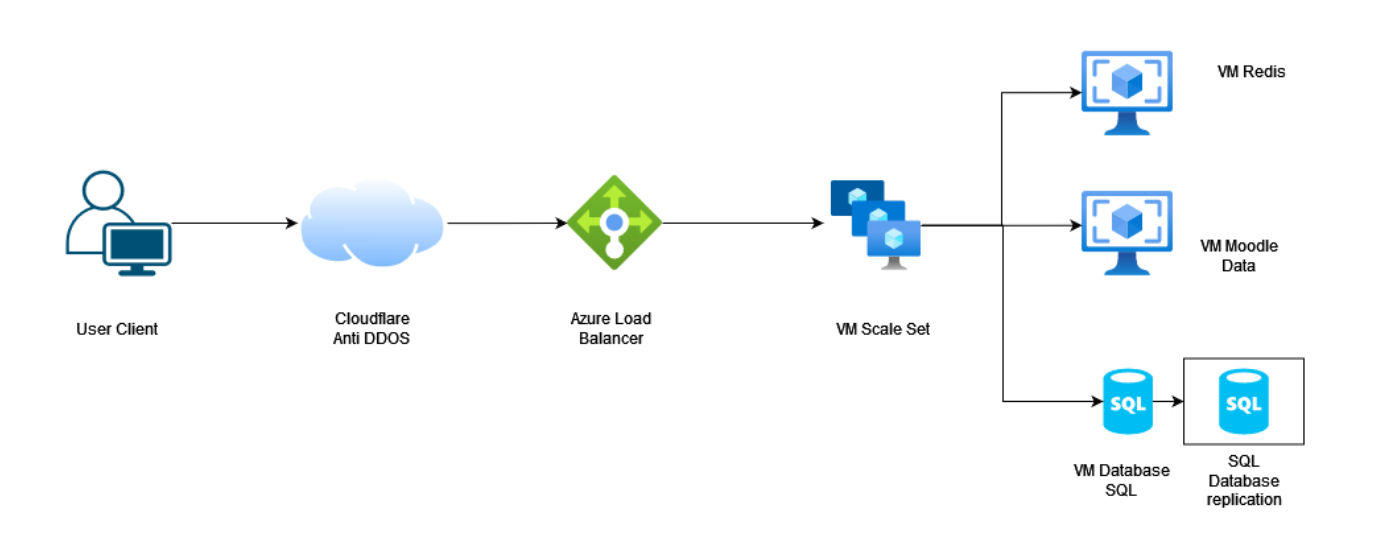 VM Redis
User Client
Cloudflare
Anti DDOS
Azure Load
Balancer
VM Scale Set
VM Moodle
Data
SQL
VM Database
SQL
SQL
SQL
Database
replication